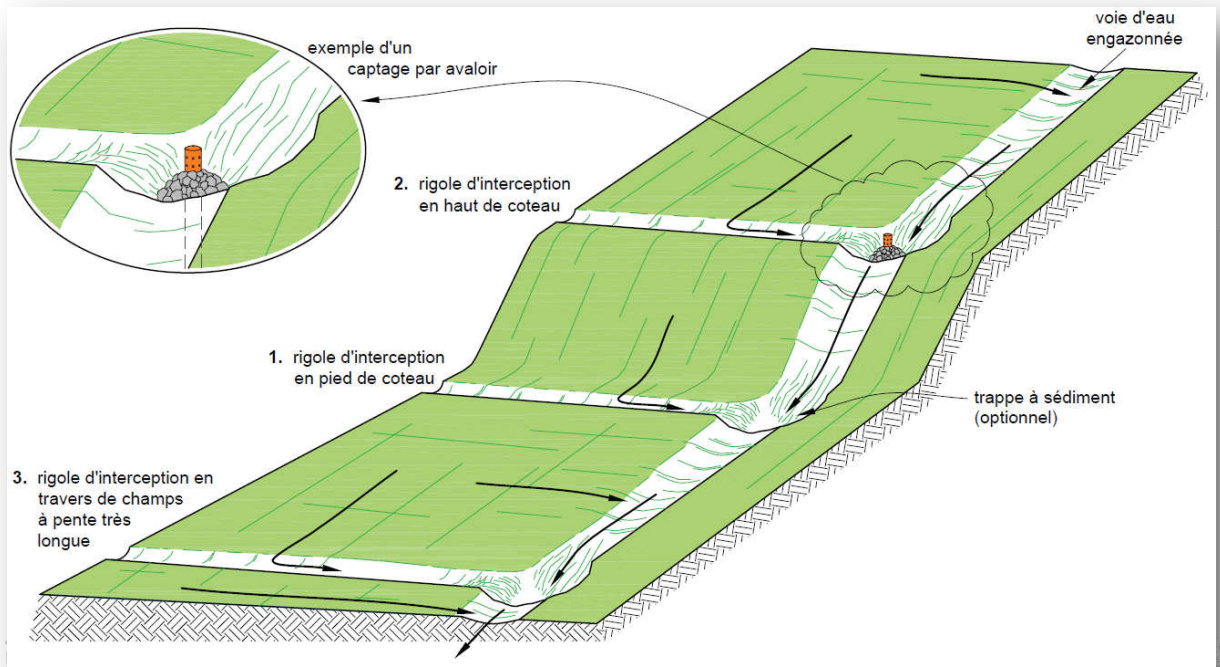 voie d'eau
engazonnée
exemple d'un
captage par avaloir
2. rigole d'interception
en haut de coteau
1. rigole d'interception
en pied de coteau
trappe à sédiment
(optionnel)
3. rigole d'interception en
travers de champs
à pente très
longue